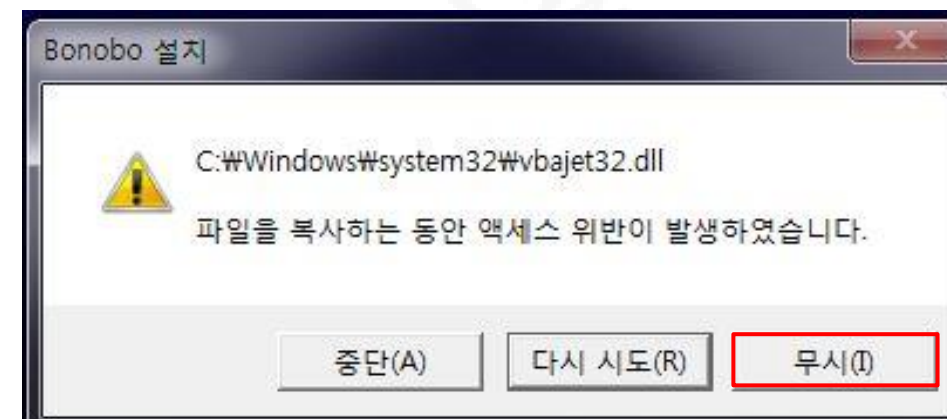 Bonobo 설치
C:₩Windows₩system32₩vbajet32.dll
파일을 복사하는 동안 액세스 위반이 발생하였습니다.
중단(A)
다시 시도(R)
무시(I)